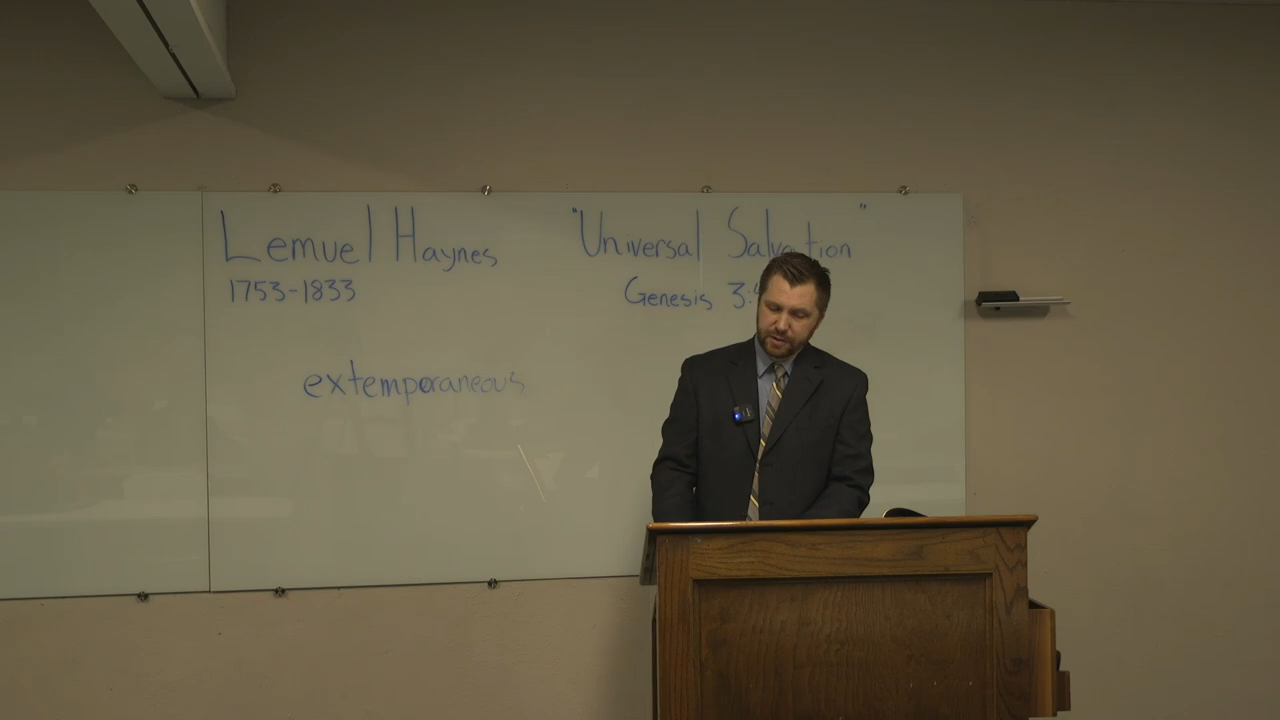 Lemuel Haynes
1753-1833
"Universal Salvation"
Genesis 3:
extemporaneous